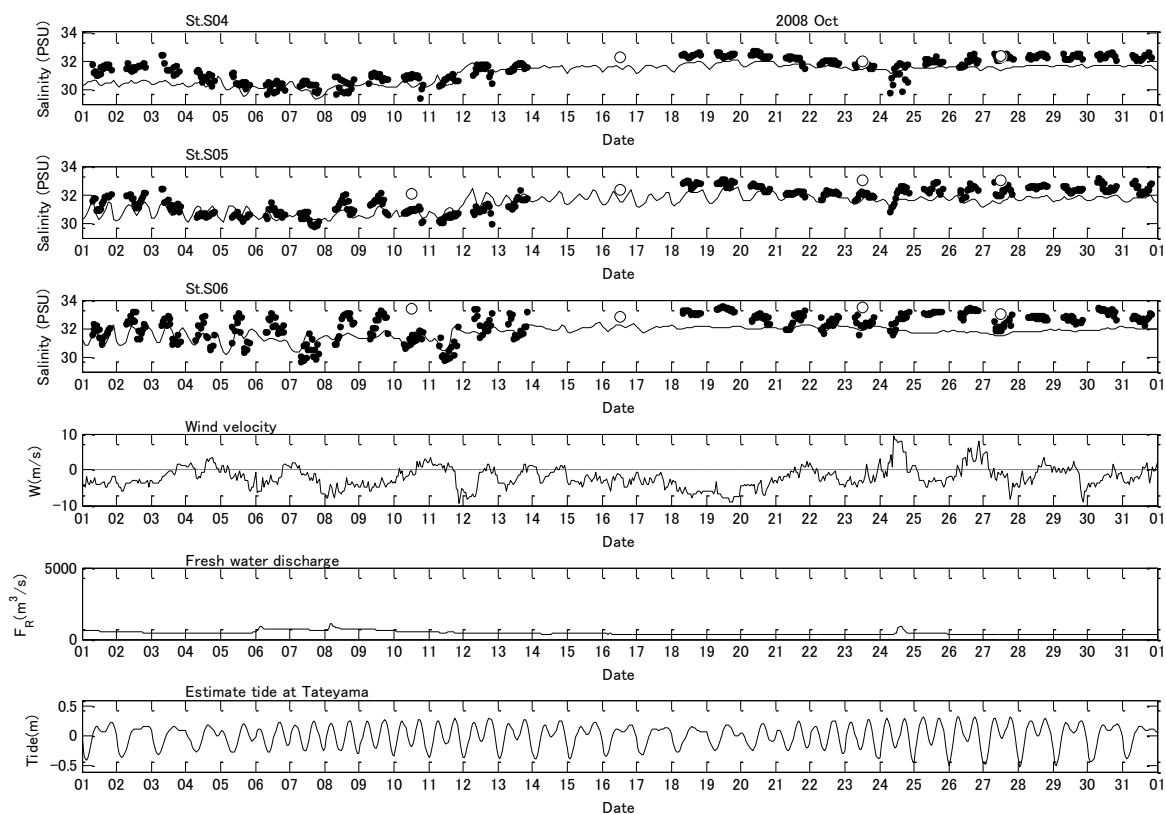 St.S04 2008 Oct
Salinity (PSU)
34
32
30
01 02 03 04 05 06 07 08 09 10 11 12 13 14 15 16 17 18 19 20 21 22 23 24 25 26 27 28 29 30 31 01
Date
St.S05
Salinity (PSU)
34
32
30
01 02 03 04 05 06 07 08 09 10 11 12 13 14 15 16 17 18 19 20 21 22 23 24 25 26 27 28 29 30 31 01
Date
St.S06
Salinity (PSU)
34
32
30
01 02 03 04 05 06 07 08 09 10 11 12 13 14 15 16 17 18 19 20 21 22 23 24 25 26 27 28 29 30 31 01
Date
Wind velocity
W(m/s)
10
0
-10
01 02 03 04 05 06 07 08 09 10 11 12 13 14 15 16 17 18 19 20 21 22 23 24 25 26 27 28 29 30 31 01
Date
Fresh water discharge
F_R(m³/s)
5000
0
01 02 03 04 05 06 07 08 09 10 11 12 13 14 15 16 17 18 19 20 21 22 23 24 25 26 27 28 29 30 31 01
Date
Estimate tide at Tateyama
Tide(m)
0.5
0
-0.5
01 02 03 04 05 06 07 08 09 10 11 12 13 14 15 16 17 18 19 20 21 22 23 24 25 26 27 28 29 30 31 01
Date